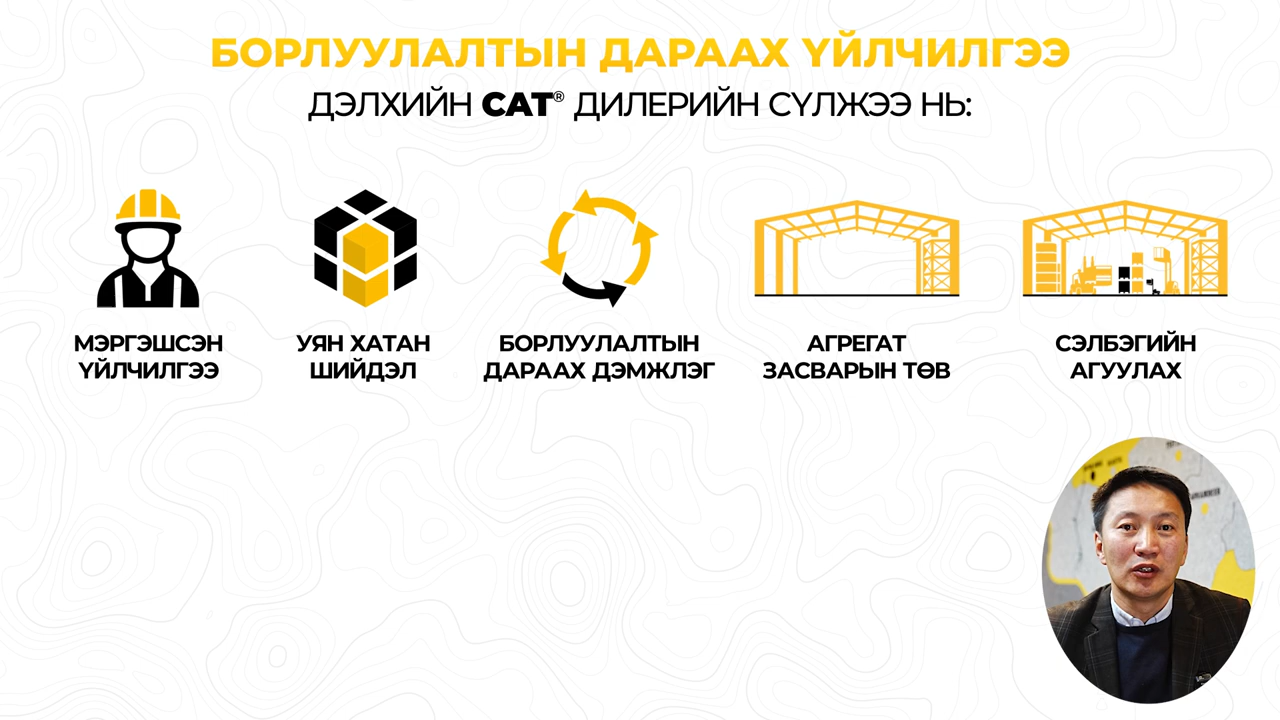 БОРЛУУЛАЛТЫН ДАРААХ ҮЙЛЧИЛГЭЭ
ДЭЛХИЙН CAT® ДИЛЕРИЙН СҮЛЖЭЭ НЬ:
МЭРГЭШСЭН
ҮЙЛЧИЛГЭЭ
УЯН ХАТАН
ШИЙДЭЛ
БОРЛУУЛАЛТЫН
ДАРААХ ДЭМЖЛЭГ
АГРЕГАТ
ЗАСВАРЫН ТӨВ
СЭЛБЭГИЙН
АГУУЛАХ